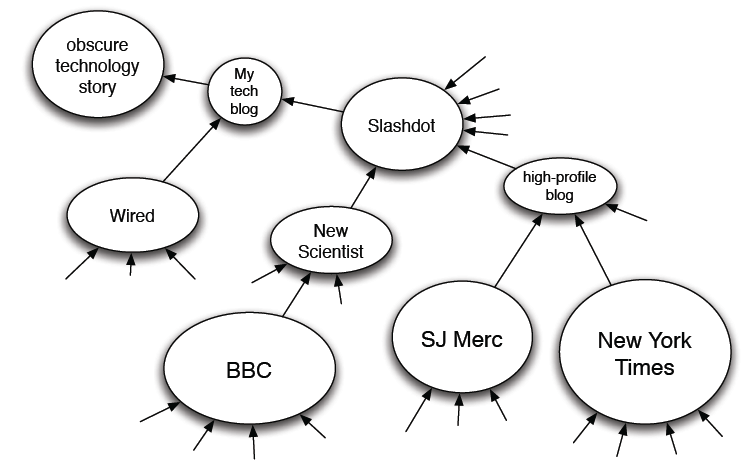 obscure
technology
story
My
tech
blog
Slashdot
high-profile
blog
Wired
New
Scientist
BBC
SJ Merc
New York
Times